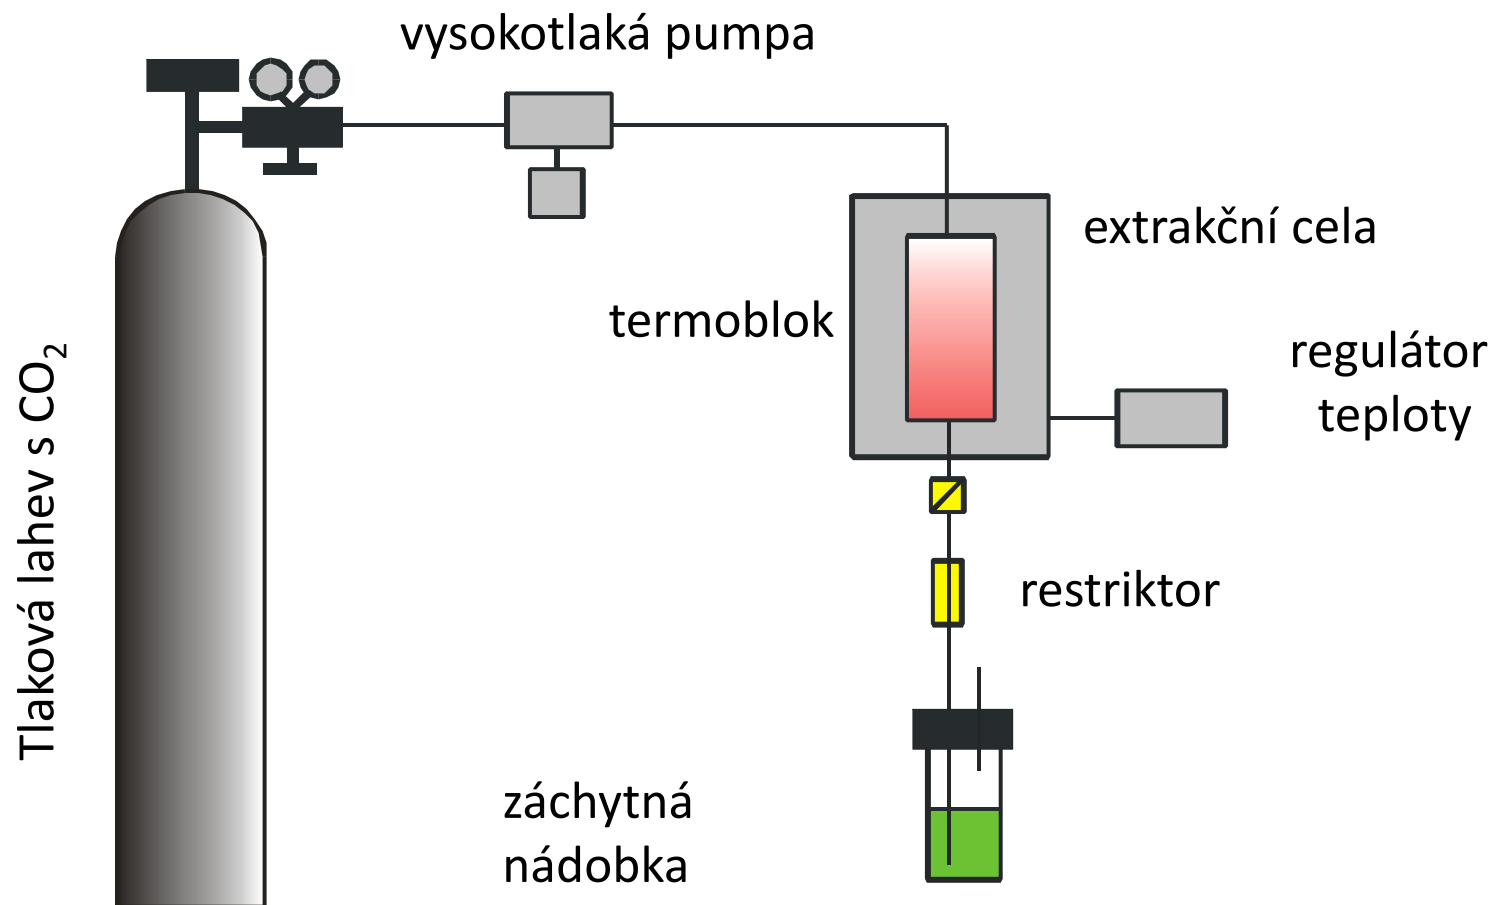 vysokotlaká pumpa
extrakční cela
termoblok
regulátor
teploty
Tlaková lahev s CO₂
restriktor
záchytná
nádobka